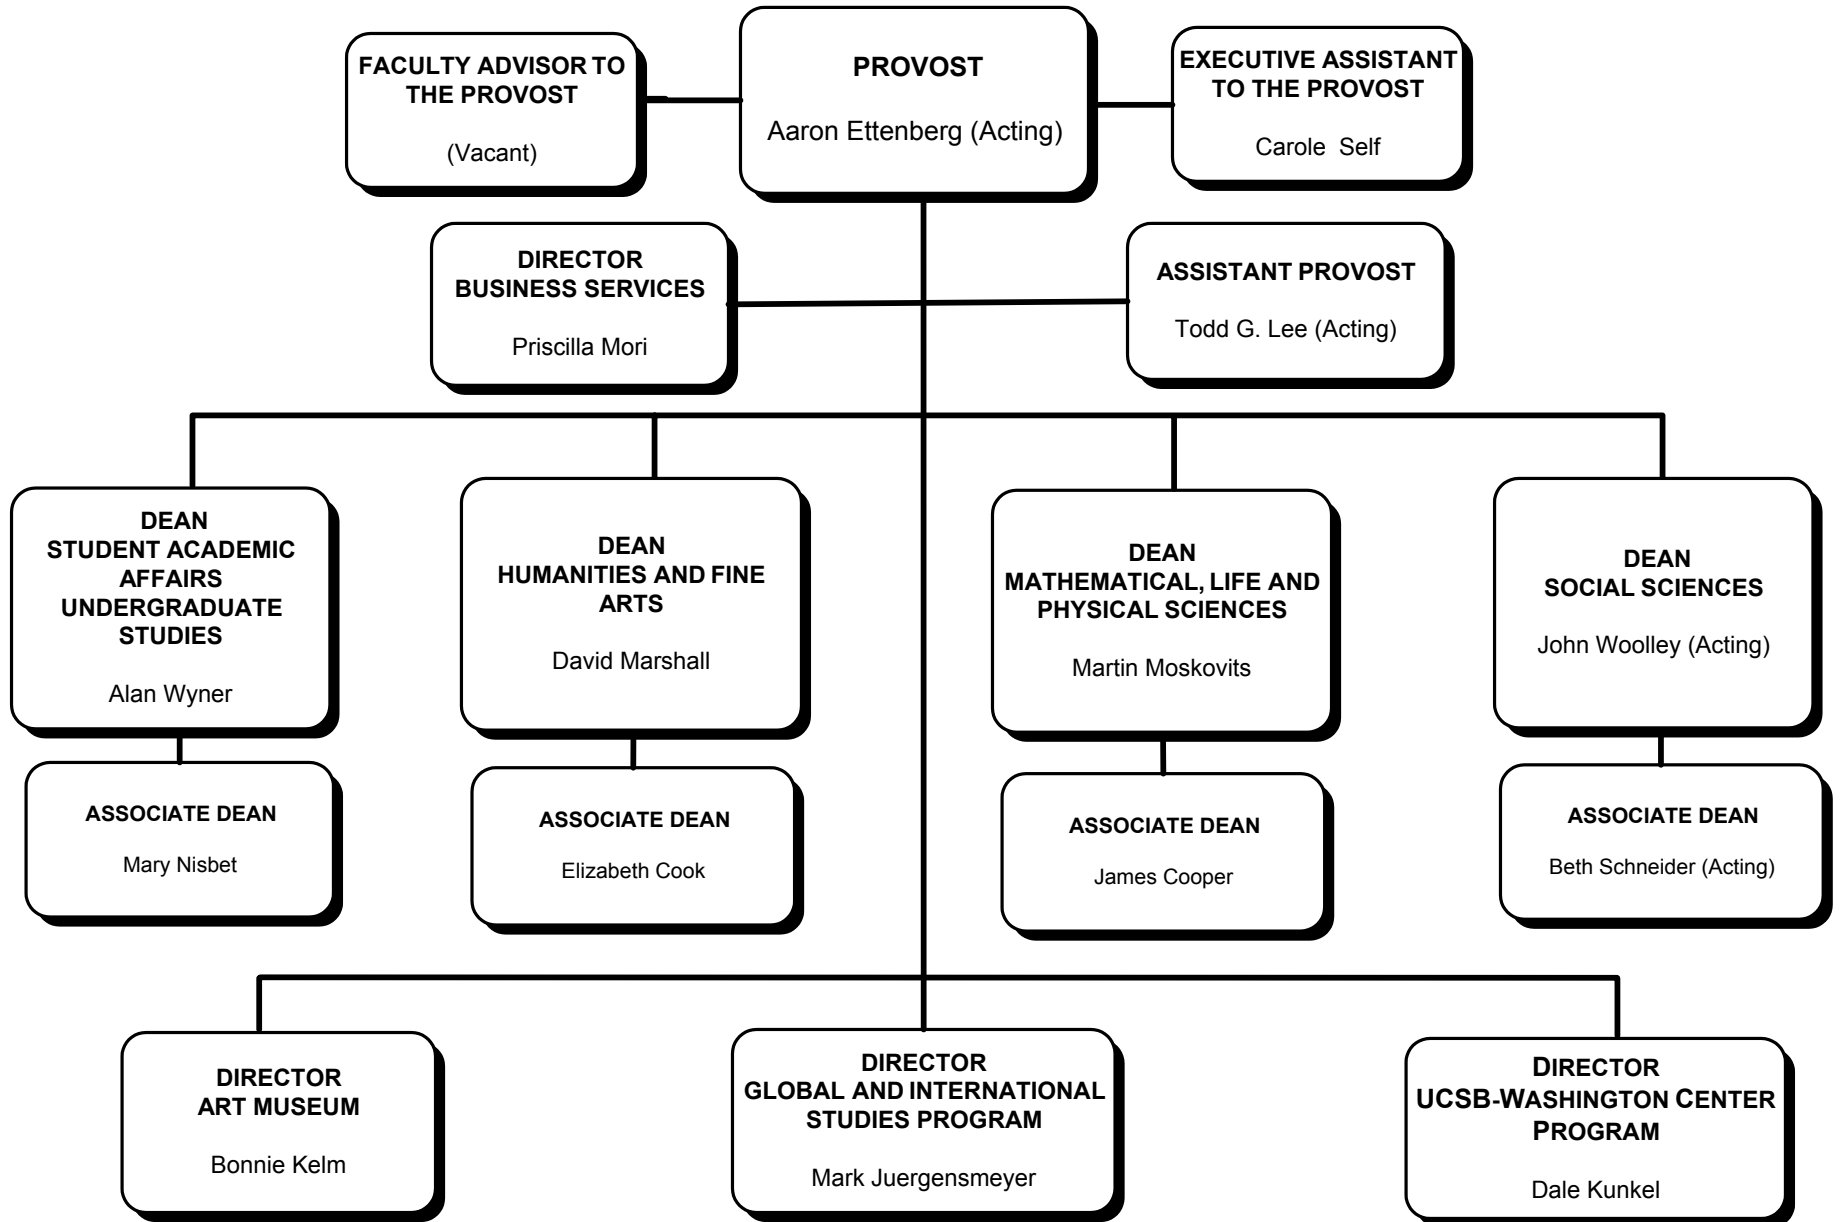 FACULTY ADVISOR TO
THE PROVOST
(Vacant)
PROVOST
Aaron Ettenberg (Acting)
EXECUTIVE ASSISTANT
TO THE PROVOST
Carole Self
DIRECTOR
BUSINESS SERVICES
Priscilla Mori
ASSISTANT PROVOST
Todd G. Lee (Acting)
DEAN
STUDENT ACADEMIC
AFFAIRS
UNDERGRADUATE
STUDIES
Alan Wyner
DEAN
HUMANITIES AND FINE
ARTS
David Marshall
DEAN
MATHEMATICAL, LIFE AND
PHYSICAL SCIENCES
Martin Moskovits
DEAN
SOCIAL SCIENCES
John Woolley (Acting)
ASSOCIATE DEAN
Mary Nisbet
ASSOCIATE DEAN
Elizabeth Cook
ASSOCIATE DEAN
James Cooper
ASSOCIATE DEAN
Beth Schneider (Acting)
DIRECTOR
ART MUSEUM
Bonnie Kelm
DIRECTOR
GLOBAL AND INTERNATIONAL
STUDIES PROGRAM
Mark Juergensmeyer
DIRECTOR
UCSB-WASHINGTON CENTER
PROGRAM
Dale Kunkel